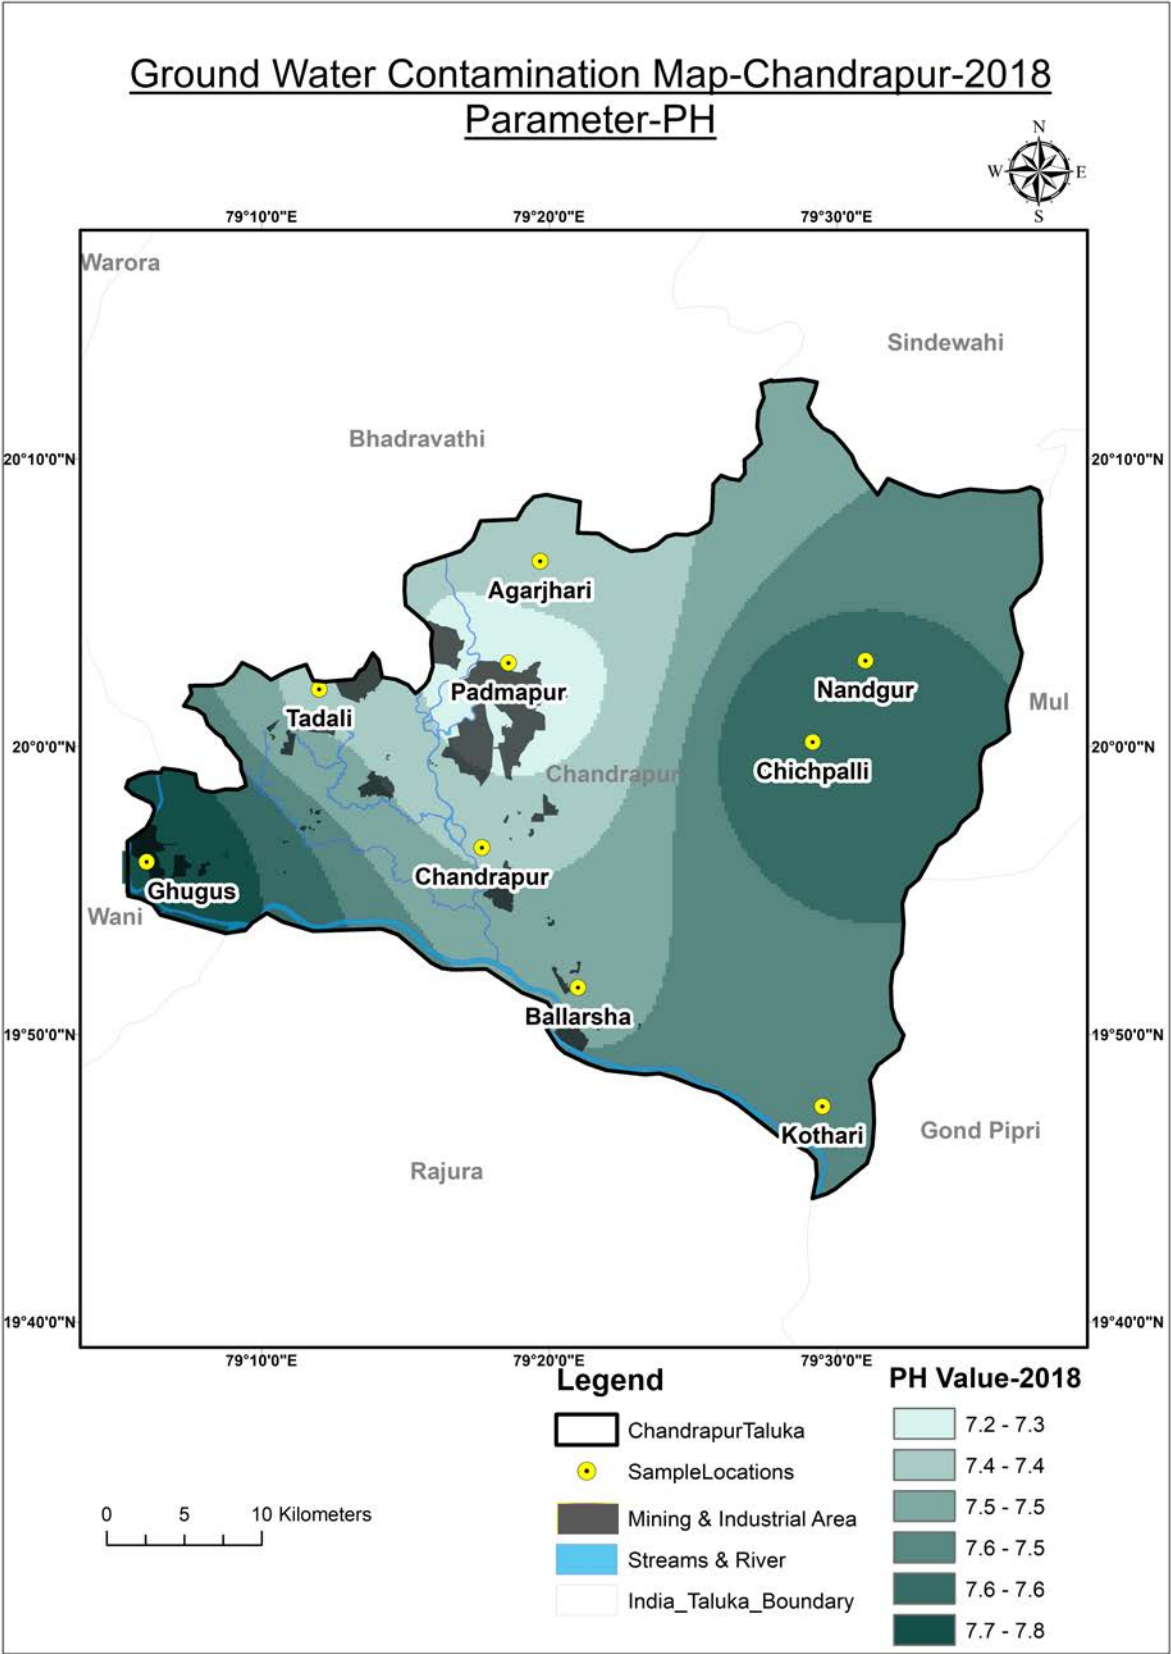 Ground Water Contamination Map-Chandrapur-2018
Parameter-PH
N
W E
S
79°10'0"E 79°20'0"E 79°30'0"E
Warora
Sindewahi
Bhadravathi
20°10'0"N 20°10'0"N
Agarjhari
Nandgur
Padmapur
Mul
Tadali
20°0'0"N 20°0'0"N
Chichpalli
Chandrapur
Chandrapur
Ghugus
Wani
Ballarsha
19°50'0"N 19°50'0"N
Kothari
Gond Pipri
Rajura
19°40'0"N 19°40'0"N
79°10'0"E 79°20'0"E 79°30'0"E
Legend
ChandrapurTaluka
SampleLocations
Mining & Industrial Area
Streams & River
India_Taluka_Boundary
PH Value-2018
7.2 - 7.3
7.4 - 7.4
7.5 - 7.5
7.6 - 7.5
7.6 - 7.6
7.7 - 7.8
0 5 10 Kilometers